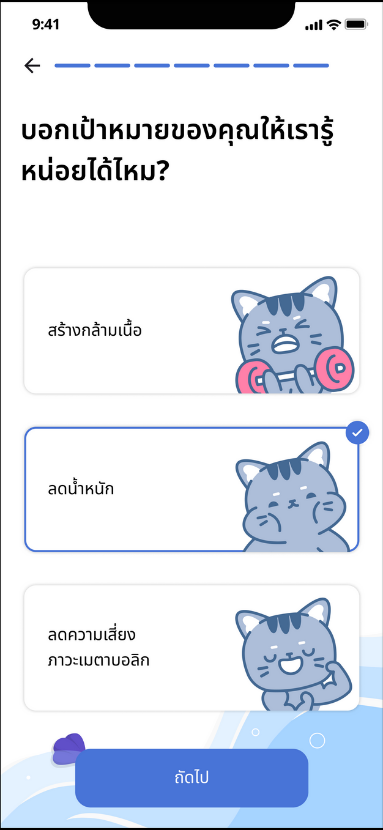 9:41
บอกเป้าหมายของคุณให้เรารู้
หน่อยได้ไหม?
สร้างกล้ามเนื้อ
ลดน้ำหนัก
ลดความเสี่ยง
ภาวะเมตาบอลิก
ถัดไป